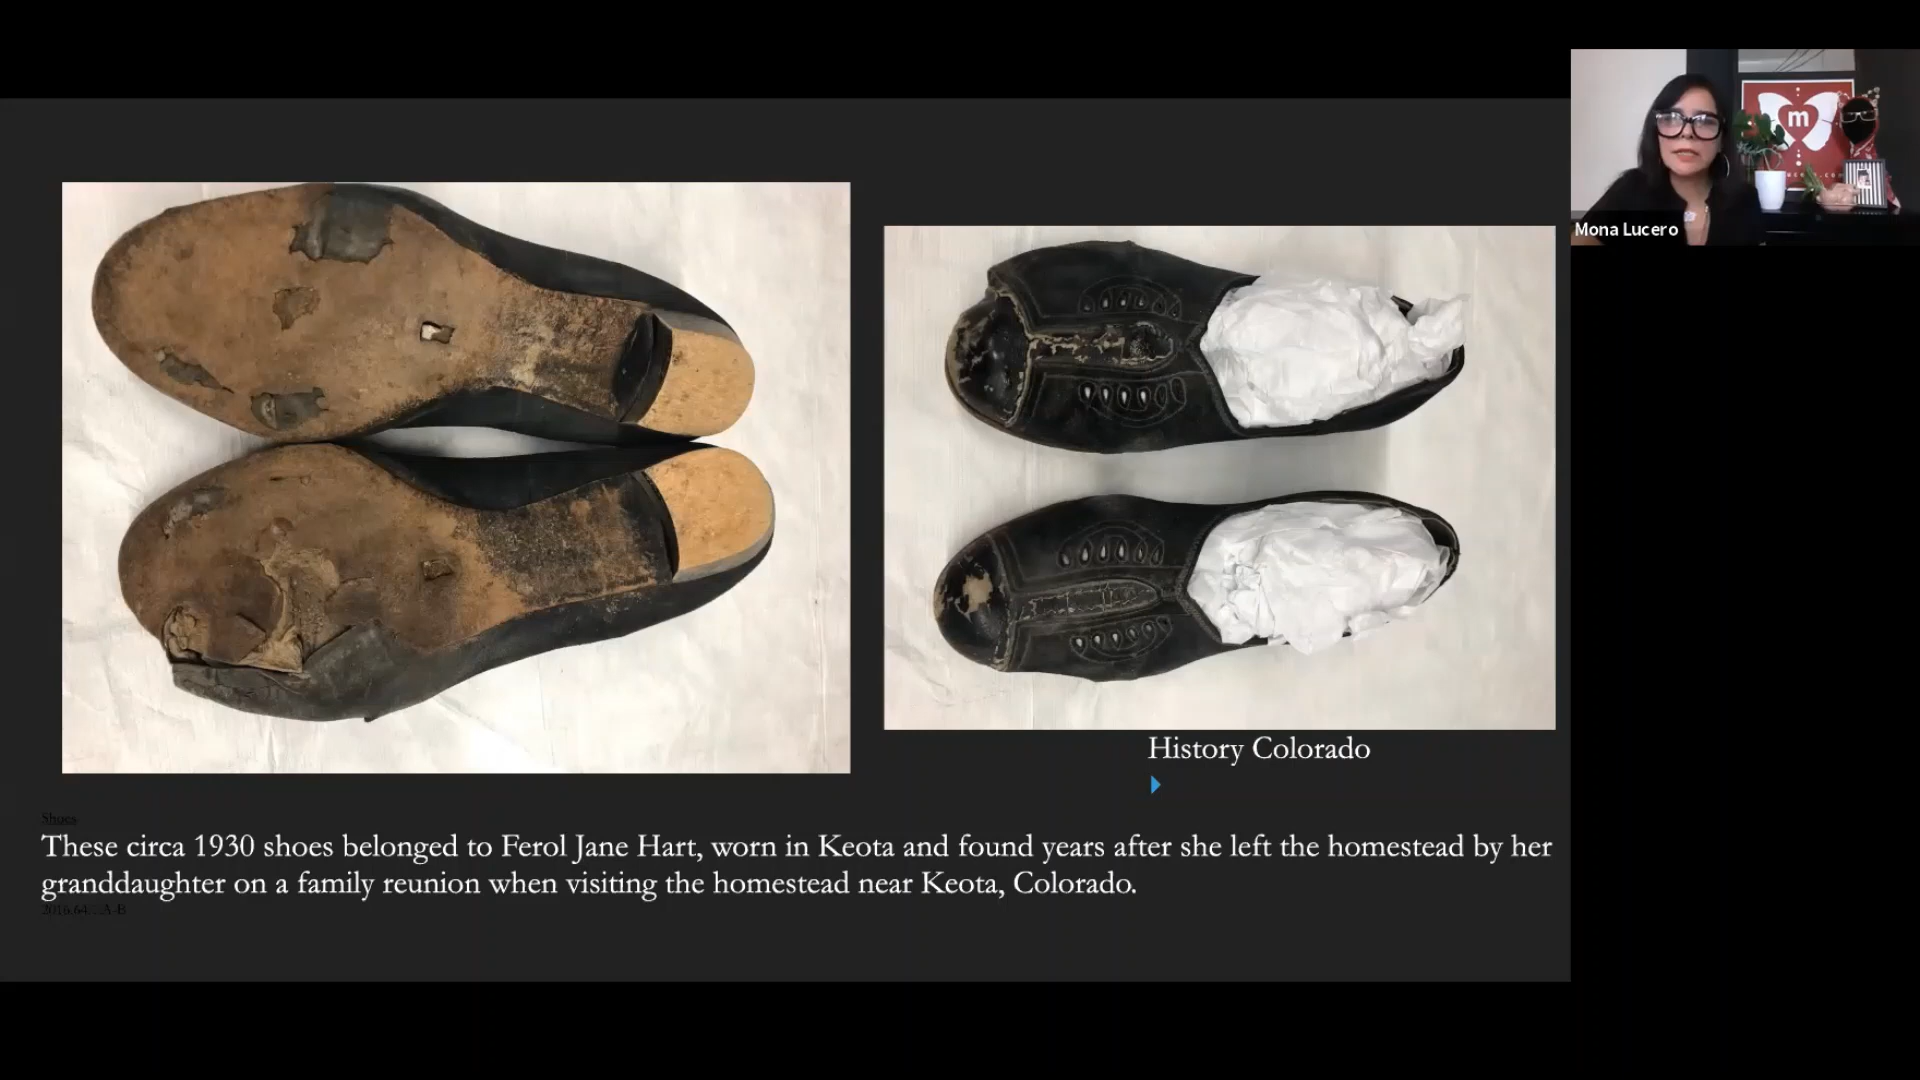 Mona Lucero
m
History Colorado
Shoes
These circa 1930 shoes belonged to Ferol Jane Hart, worn in Keota and found years after she left the homestead by her
granddaughter on a family reunion when visiting the homestead near Keota, Colorado.